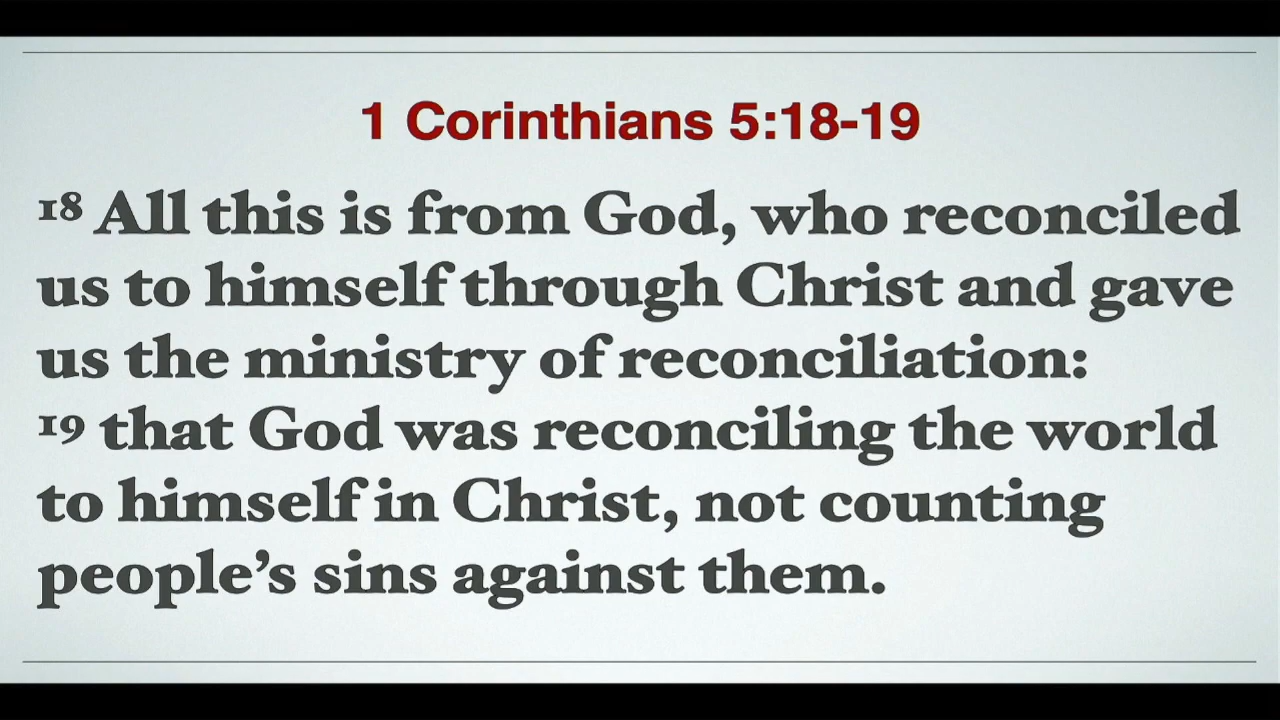 1 Corinthians 5:18-19
18 All this is from God, who reconciled
us to himself through Christ and gave
us the ministry of reconciliation:
19 that God was reconciling the world
to himself in Christ, not counting
people’s sins against them.